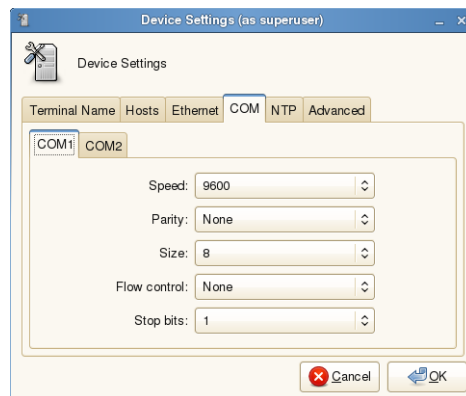 Device Settings (as superuser)
Device Settings
Terminal Name Hosts Ethernet COM NTP Advanced
COM1 COM2
Speed: 9600
Parity: None
Size: 8
Flow control: None
Stop bits: 1
Cancel OK